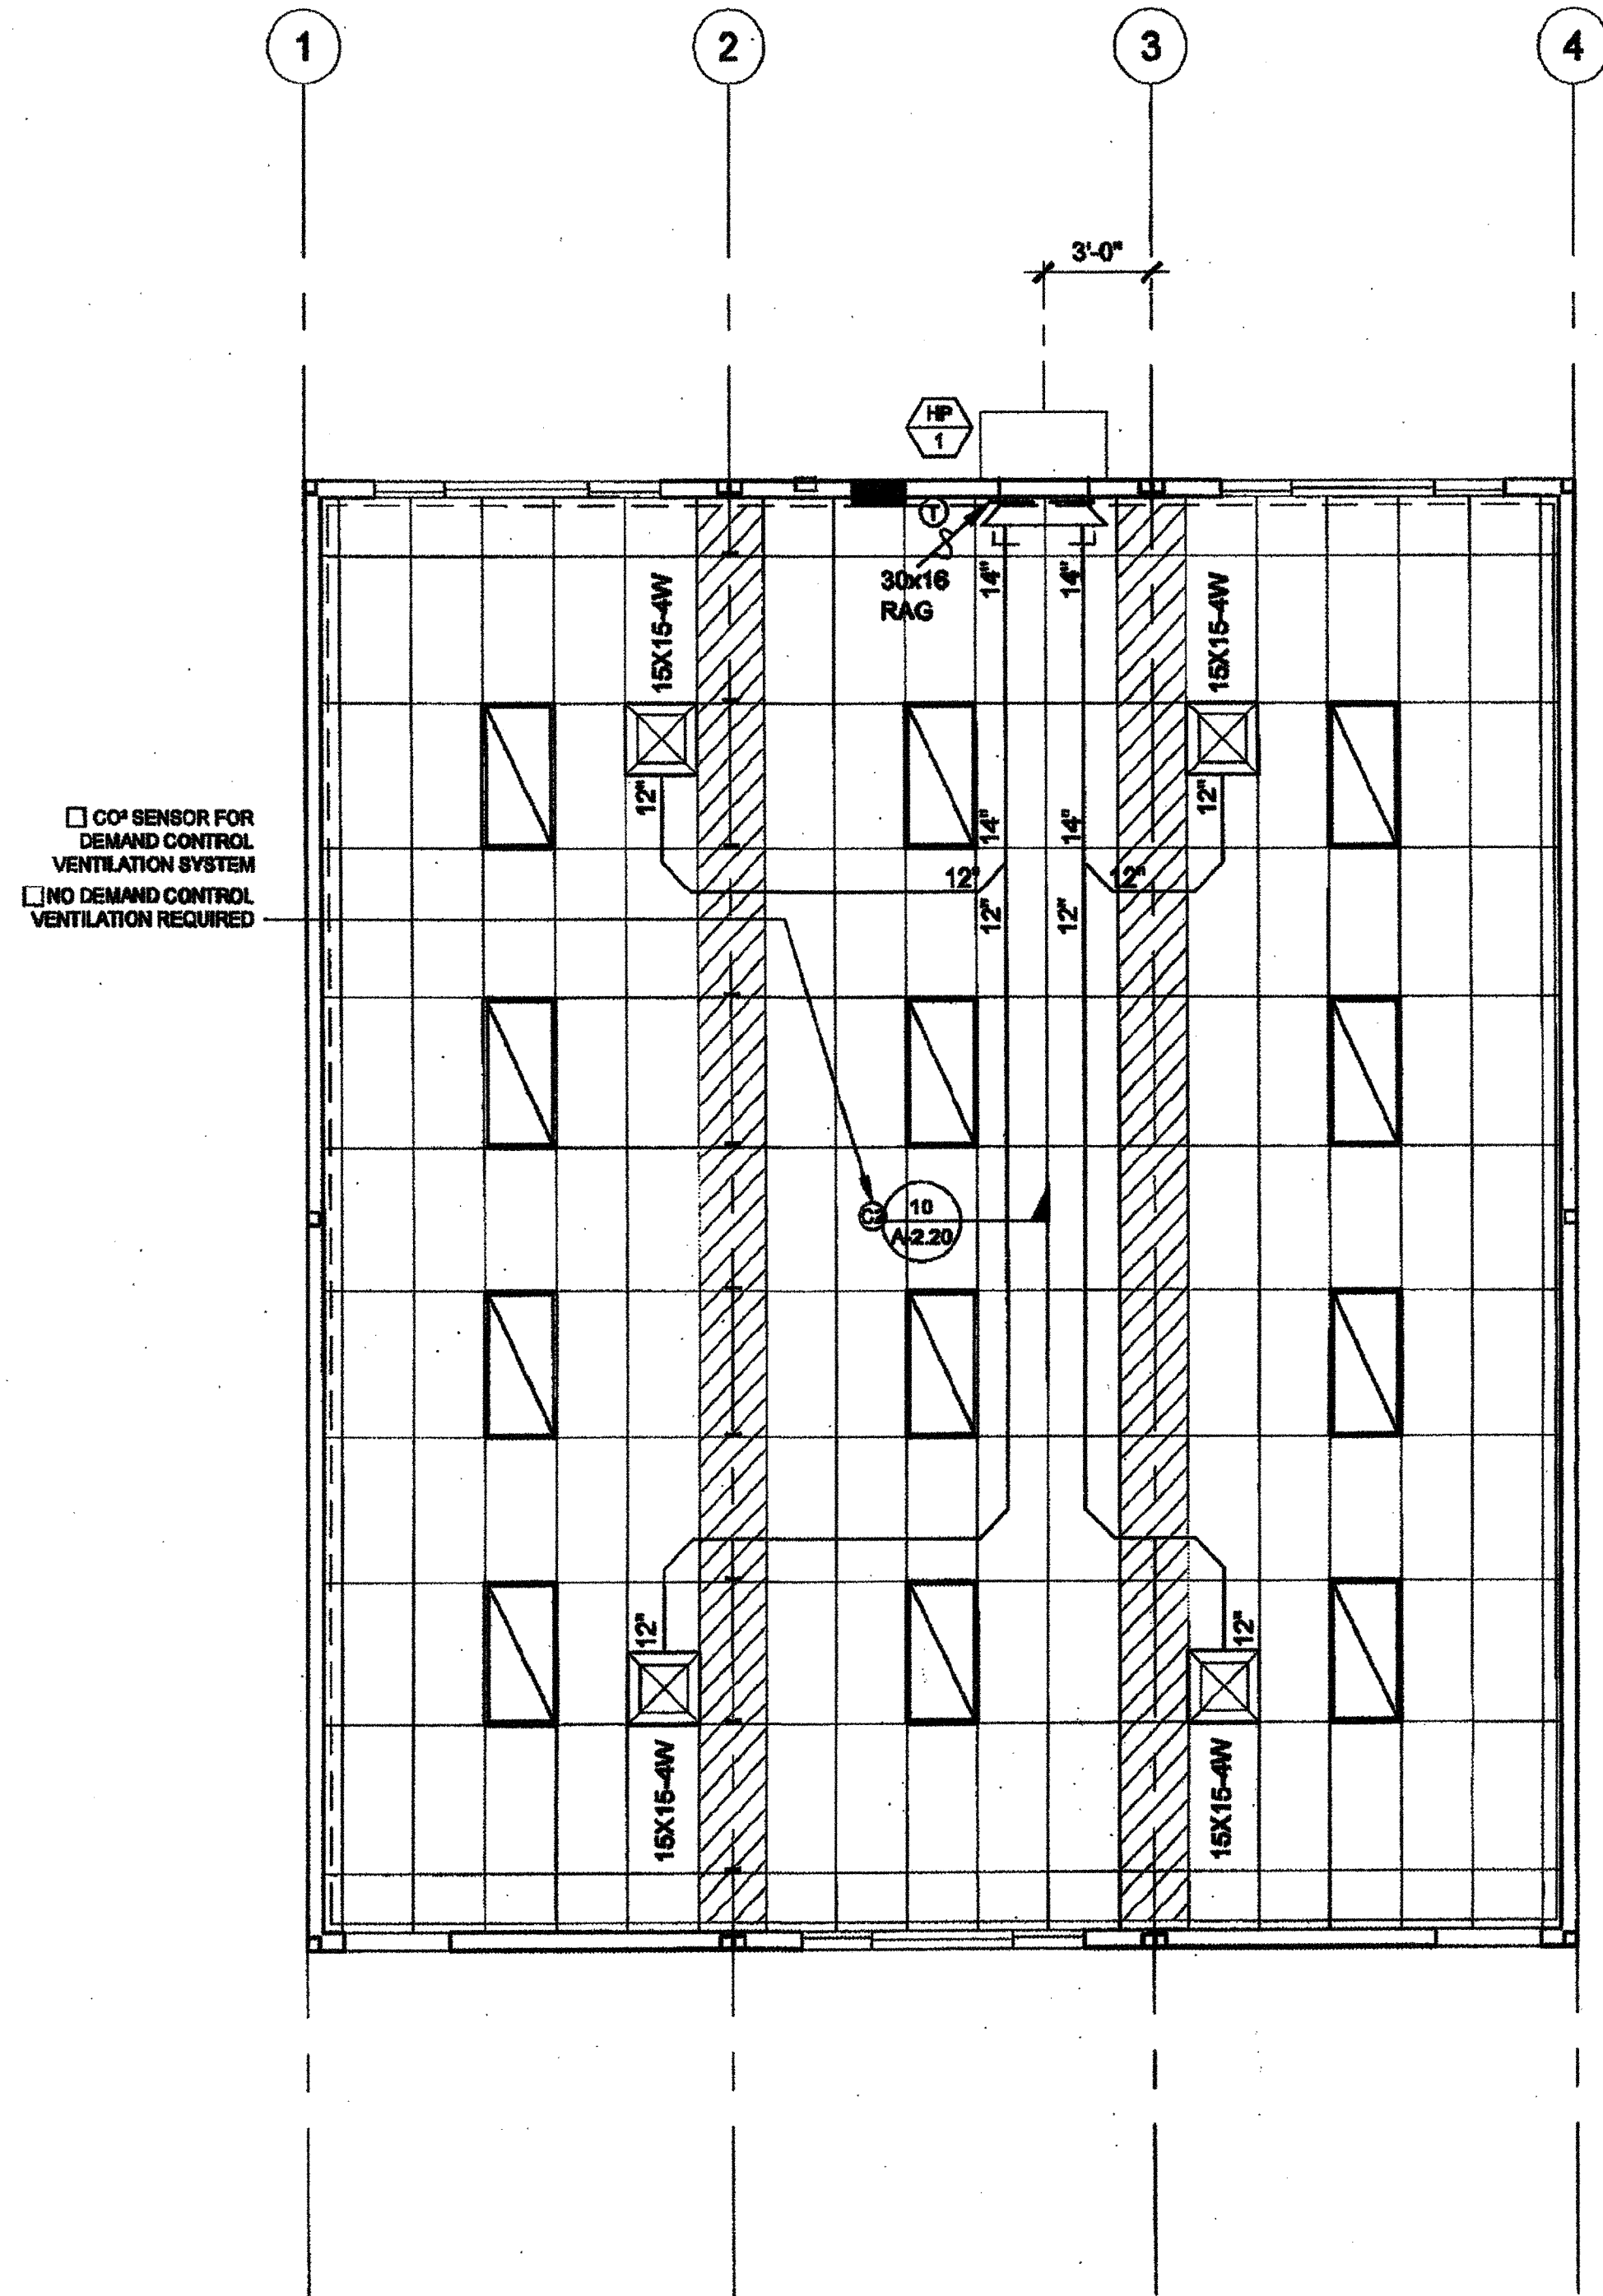 1
2
3
4
3'-0"
HP
1
T
30x16
RAG
14"
14"
15X15-4W
15X15-4W
12"
14"
14"
12"
12"
12"
12"
12"
□ CO² SENSOR FOR
DEMAND CONTROL
VENTILATION SYSTEM
□ NO DEMAND CONTROL
VENTILATION REQUIRED
10
A-2.20
12"
12"
15X15-4W
15X15-4W